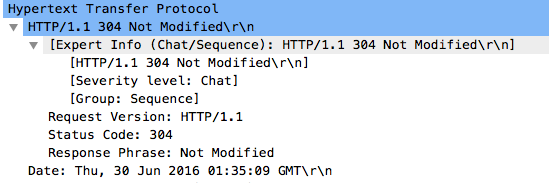 Hypertext Transfer Protocol
HTTP/1.1 304 Not Modified\r\n
[Expert Info (Chat/Sequence): HTTP/1.1 304 Not Modified\r\n]
[HTTP/1.1 304 Not Modified\r\n]
[Severity level: Chat]
[Group: Sequence]
Request Version: HTTP/1.1
Status Code: 304
Response Phrase: Not Modified
Date: Thu, 30 Jun 2016 01:35:09 GMT\r\n